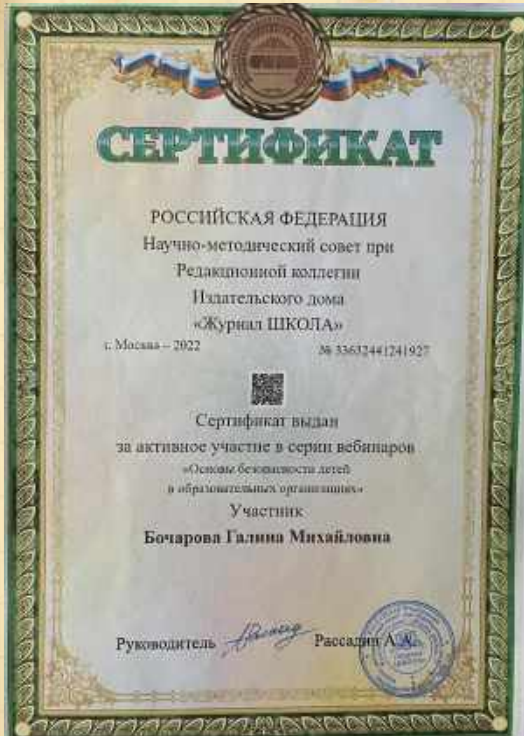 СЕРТИФИКАТ
РОССИЙСКАЯ ФЕДЕРАЦИЯ
Научно-методический совет при
Редакционной коллегии
Издательского дома
«Журнал ШКОЛА»
г. Москва – 2022 № 33632441241927
Сертификат выдан
за активное участие в серии вебинаров
«Основы безопасности детей
в образовательных организациях»
Участник
Бочарова Галина Михайловна
Руководитель Рассадин А.А.